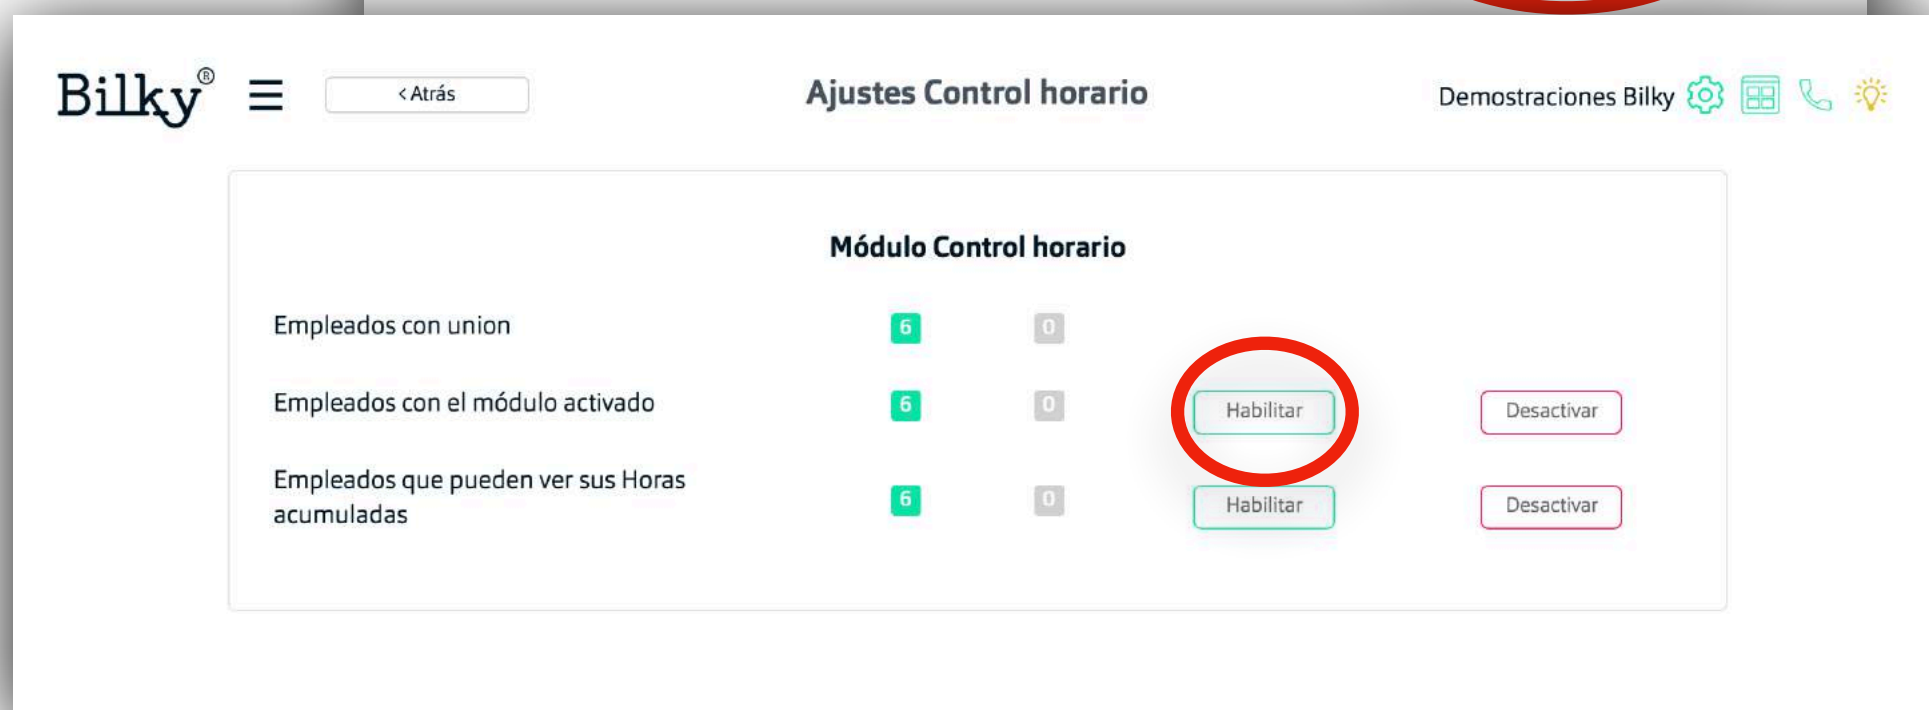 Bilky® < Atrás Ajustes Control horario Demostraciones Bilky
Módulo Control horario
Empleados con union 6 0
Empleados con el módulo activado 6 0 Habilitar Desactivar
Empleados que pueden ver sus Horas
acumuladas 6 0 Habilitar Desactivar